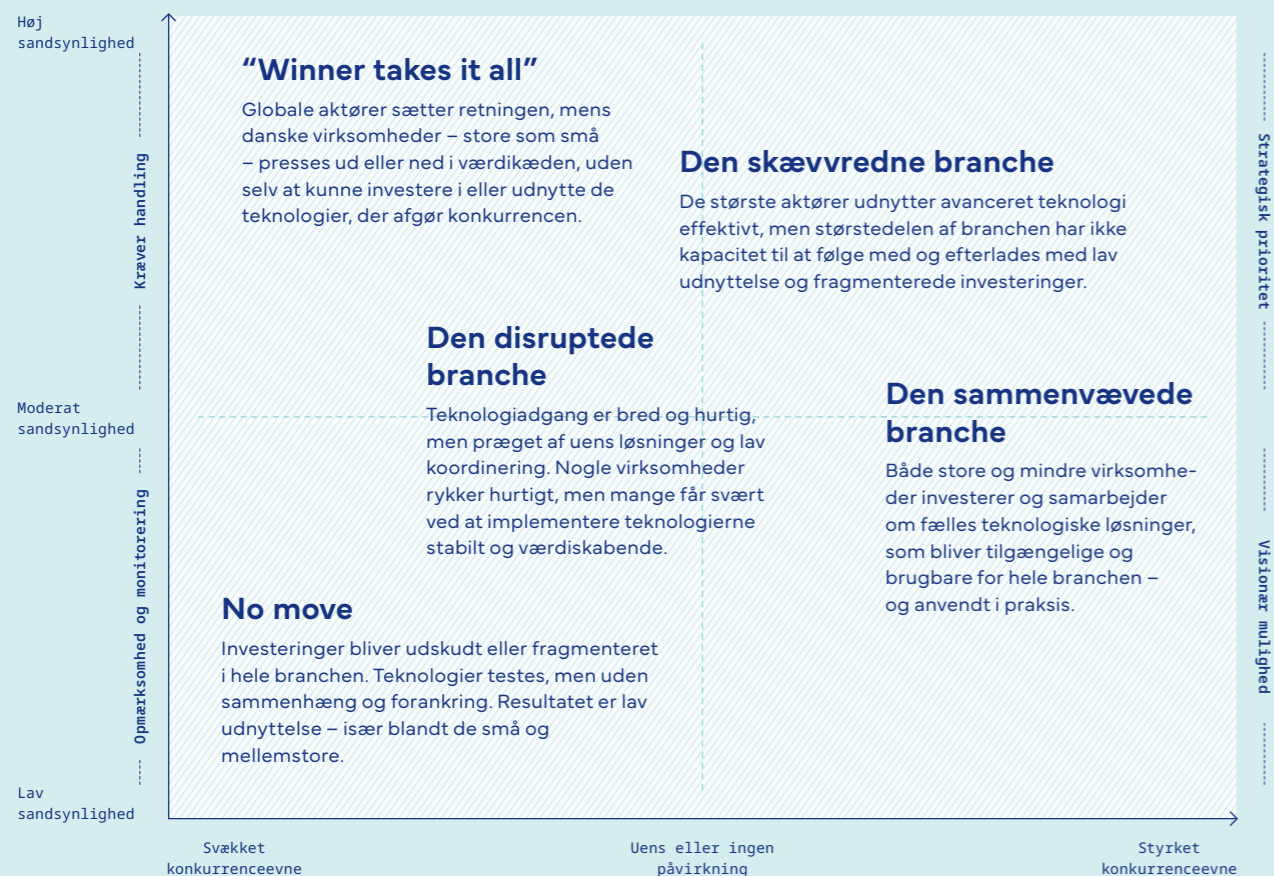 Høj
sandsynlighed
Kræver handling
Moderat
sandsynlighed
Opmærksomhed og monitorering
Lav
sandsynlighed
“Winner takes it all”
Globale aktører sætter retningen, mens
danske virksomheder – store som små
– presses ud eller ned i værdikæden, uden
selv at kunne investere i eller udnytte de
teknologier, der afgør konkurrencen.
Den skævvredne branche
De største aktører udnytter avanceret teknologi
effektivt, men størstedelen af branchen har ikke
kapacitet til at følge med og efterlades med lav
udnyttelse og fragmenterede investeringer.
Den disruptede
branche
Teknologiadgang er bred og hurtig,
men præget af uens løsninger og lav
koordinering. Nogle virksomheder
rykker hurtigt, men mange får svært
ved at implementere teknologierne
stabilt og værdiskabende.
Den sammenvævede
branche
Både store og mindre virksomhe-
der investerer og samarbejder
om fælles teknologiske løsninger,
som bliver tilgængelige og
brugbare for hele branchen –
og anvendt i praksis.
No move
Investeringer bliver udskudt eller fragmenteret
i hele branchen. Teknologier testes, men uden
sammenhæng og forankring. Resultatet er lav
udnyttelse – især blandt de små og
mellemstore.
Strategisk prioritet
Visionær mulighed
Svækket
konkurrenceevne
Uens eller ingen
påvirkning
Styrket
konkurrenceevne